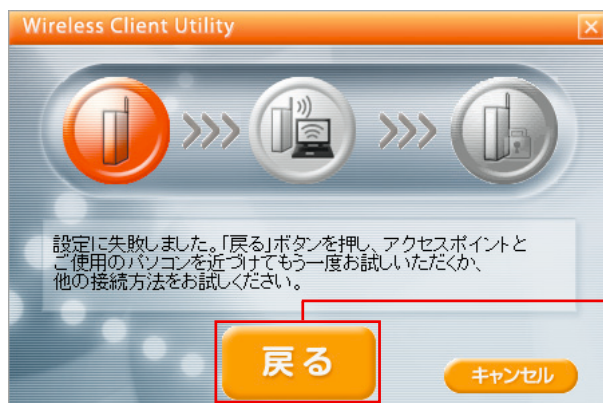 Wireless Client Utility
設定に失敗しました。「戻る」ボタンを押し、アクセスポイントと
ご使用のパソコンを近づけてもう一度お試しいただくか、
他の接続方法をお試しください。
戻る
キャンセル